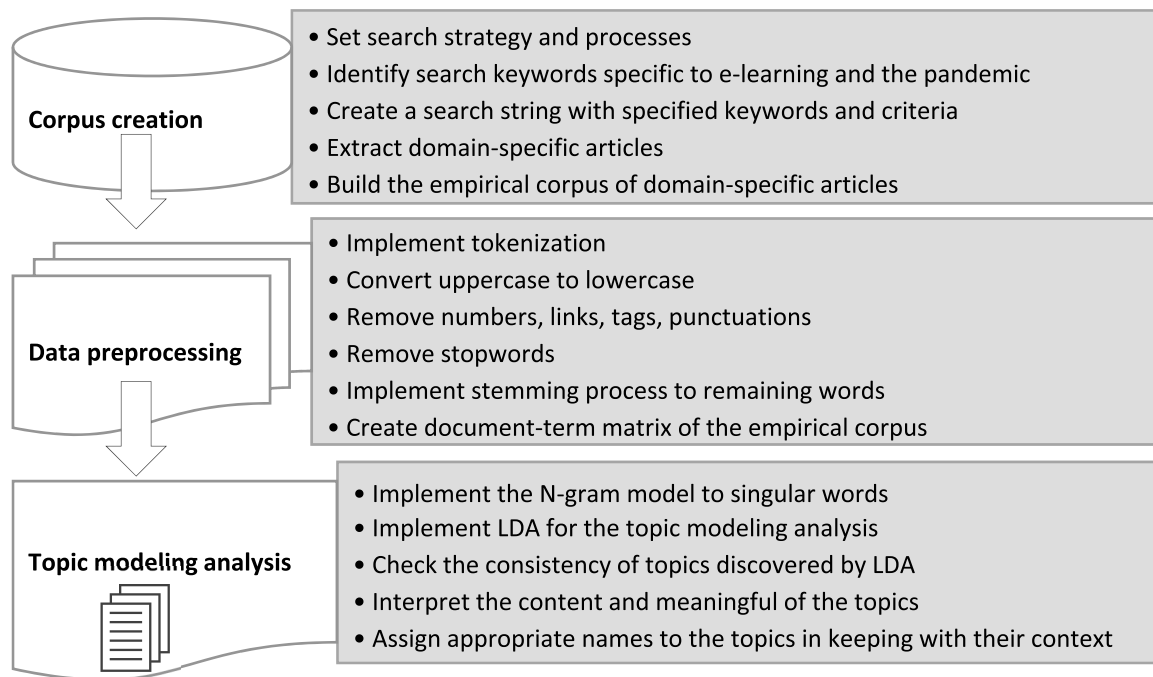 Corpus creation
• Set search strategy and processes
• Identify search keywords specific to e-learning and the pandemic
• Create a search string with specified keywords and criteria
• Extract domain-specific articles
• Build the empirical corpus of domain-specific articles
Data preprocessing
• Implement tokenization
• Convert uppercase to lowercase
• Remove numbers, links, tags, punctuations
• Remove stopwords
• Implement stemming process to remaining words
• Create document-term matrix of the empirical corpus
Topic modeling analysis
• Implement the N-gram model to singular words
• Implement LDA for the topic modeling analysis
• Check the consistency of topics discovered by LDA
• Interpret the content and meaningful of the topics
• Assign appropriate names to the topics in keeping with their context